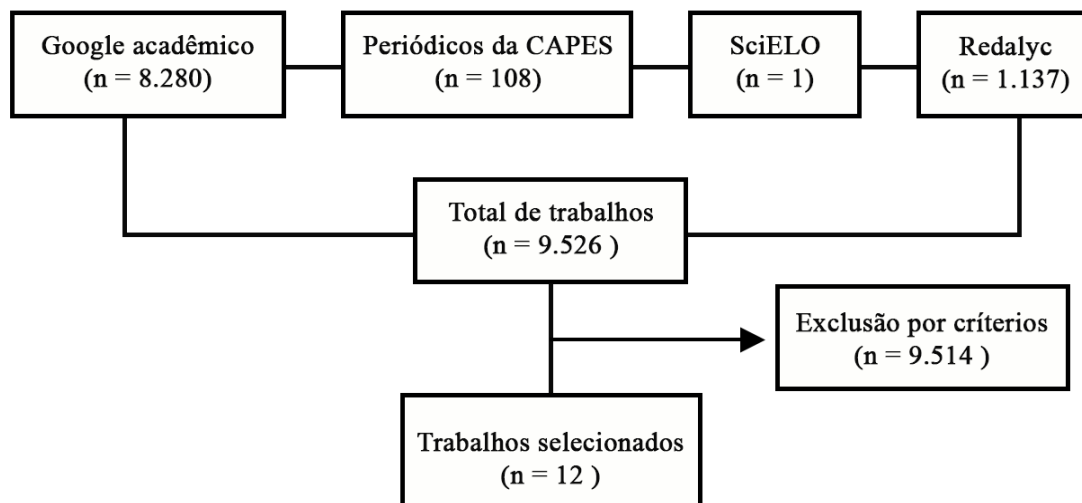 Google acadêmico
(n = 8.280)
Periódicos da CAPES
(n = 108)
SciELO
(n = 1)
Redalyc
(n = 1.137)
Total de trabalhos
(n = 9.526 )
Exclusão por críterios
(n = 9.514 )
Trabalhos selecionados
(n = 12 )